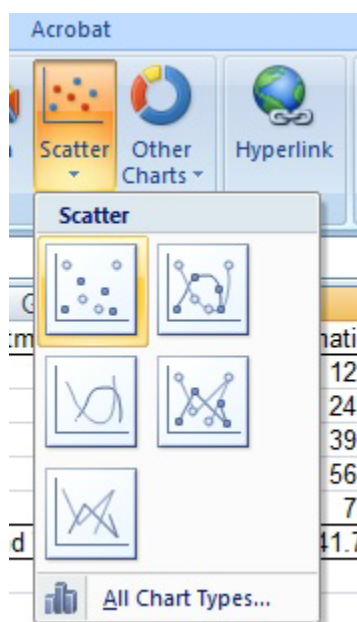 Acrobat
Scatter Other Hyperlink
Charts
Scatter
12
24
39
56
7
All Chart Types...